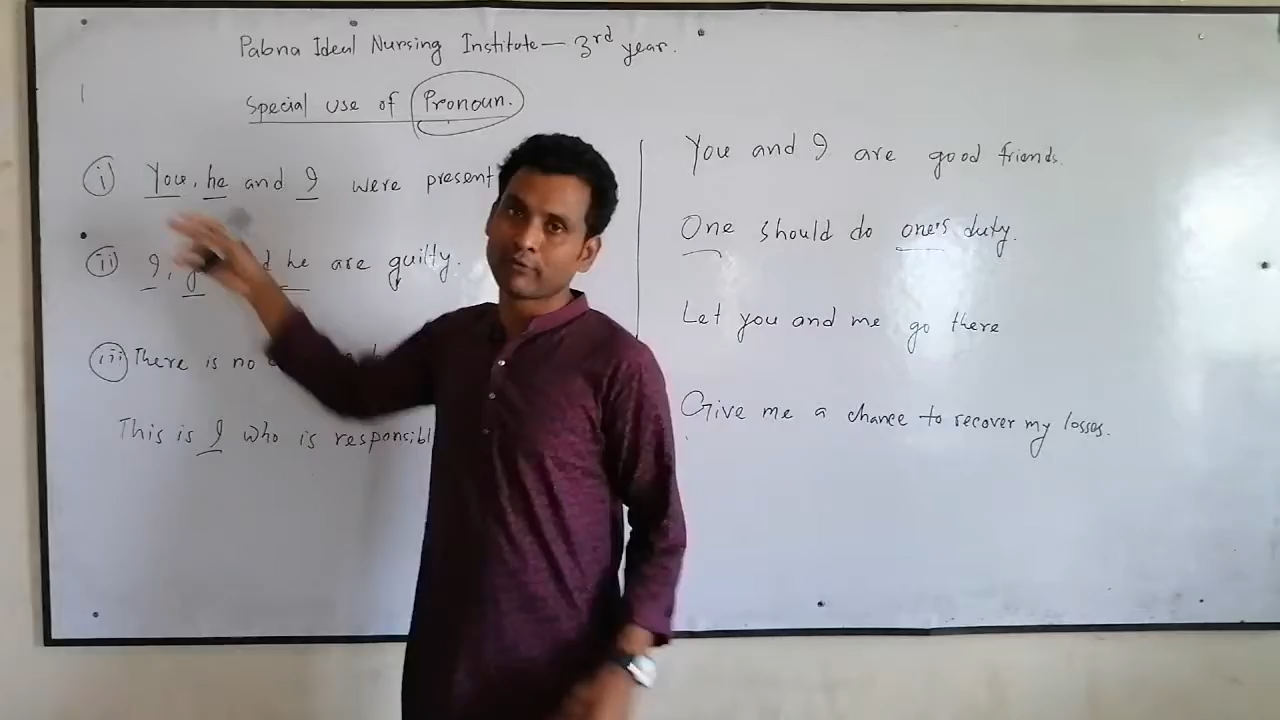 Pabna Ideal Nursing Institute— 3rd year.
Special use of Pronoun.
i) You, he and I were present
ii) I, he are guilty.
iii) There is no
This is I who is
You and I are good friends.
One should do one's duty.
Let you and me go there
Give me a chance to recover my losses.